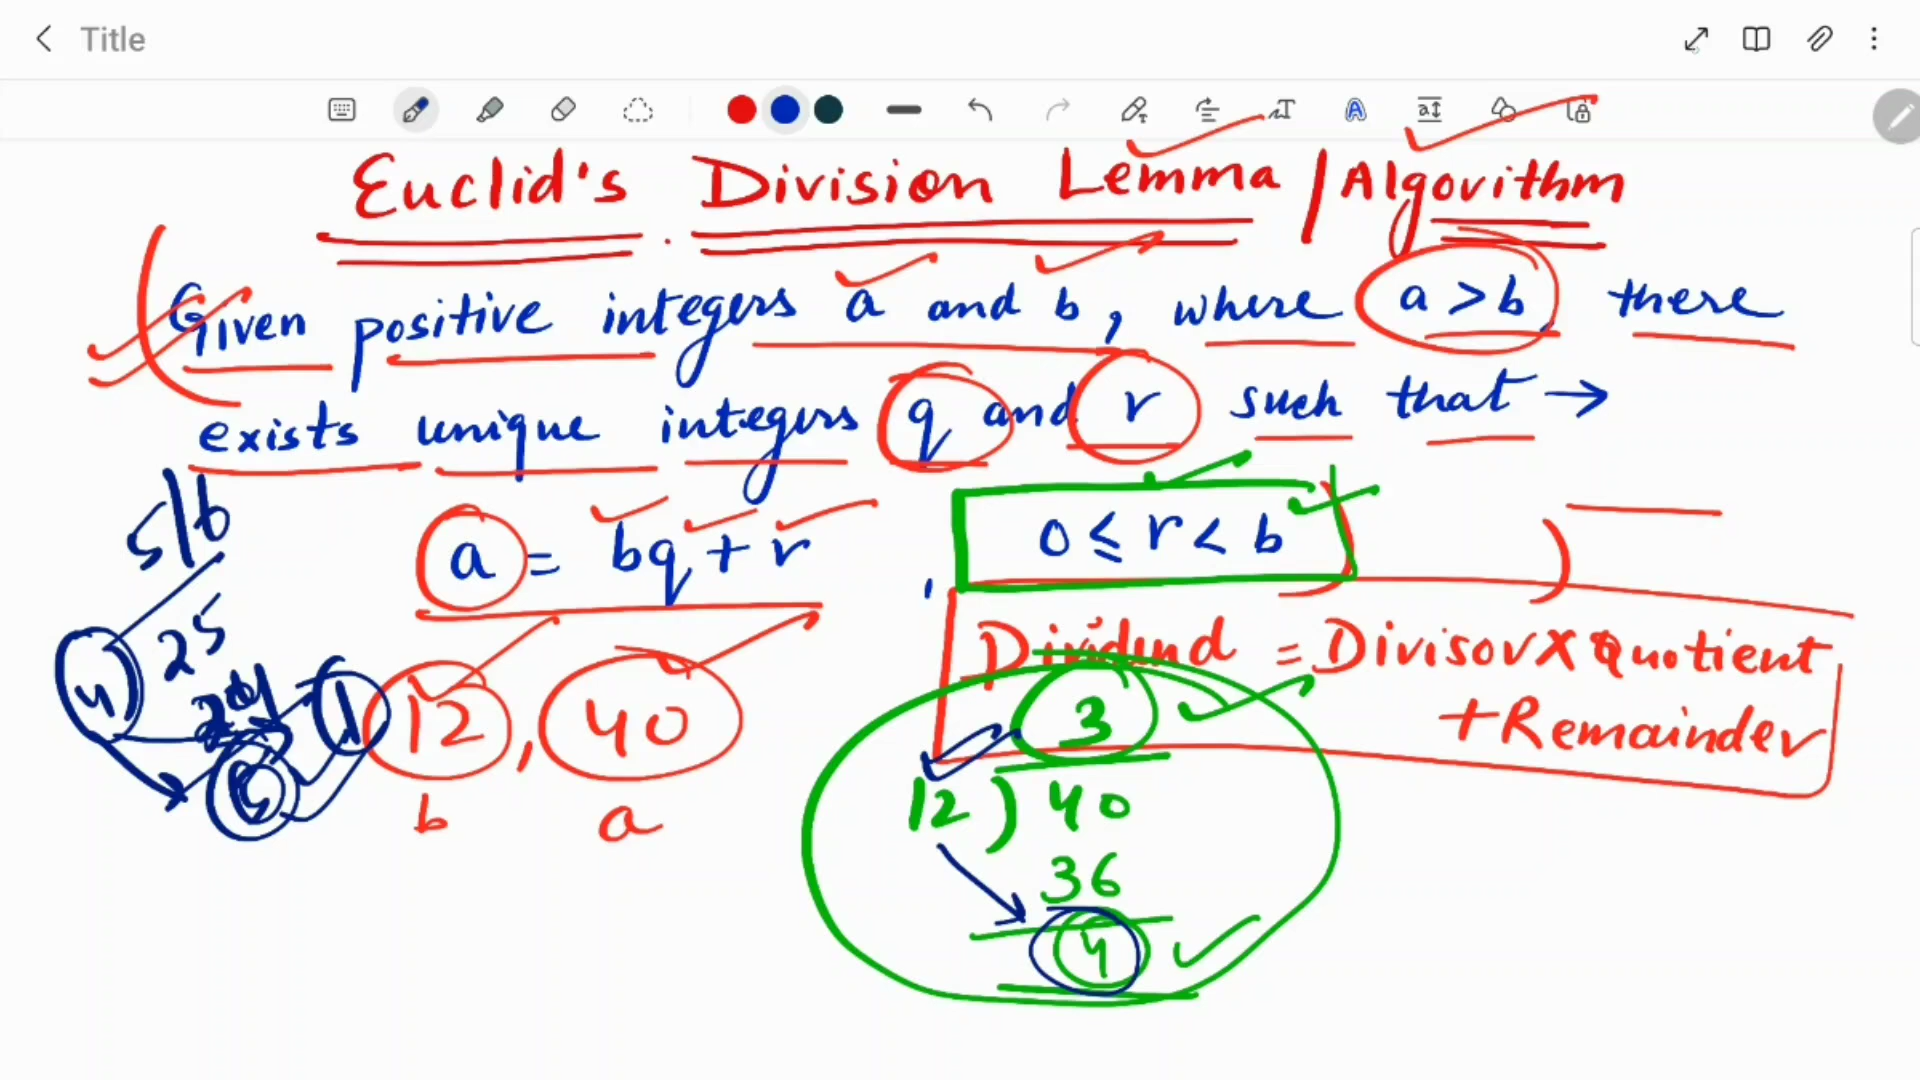 Title
Euclid's Division Lemma / Algorithm
Given positive integers a and b, where a > b, there
exists unique integers q and r such that →
a = bq + r, 0 ≤ r < b
Dividend = Divisor X Quotient
+ Remainder
25
12, 40
b a
3
12 ) 40
36
4